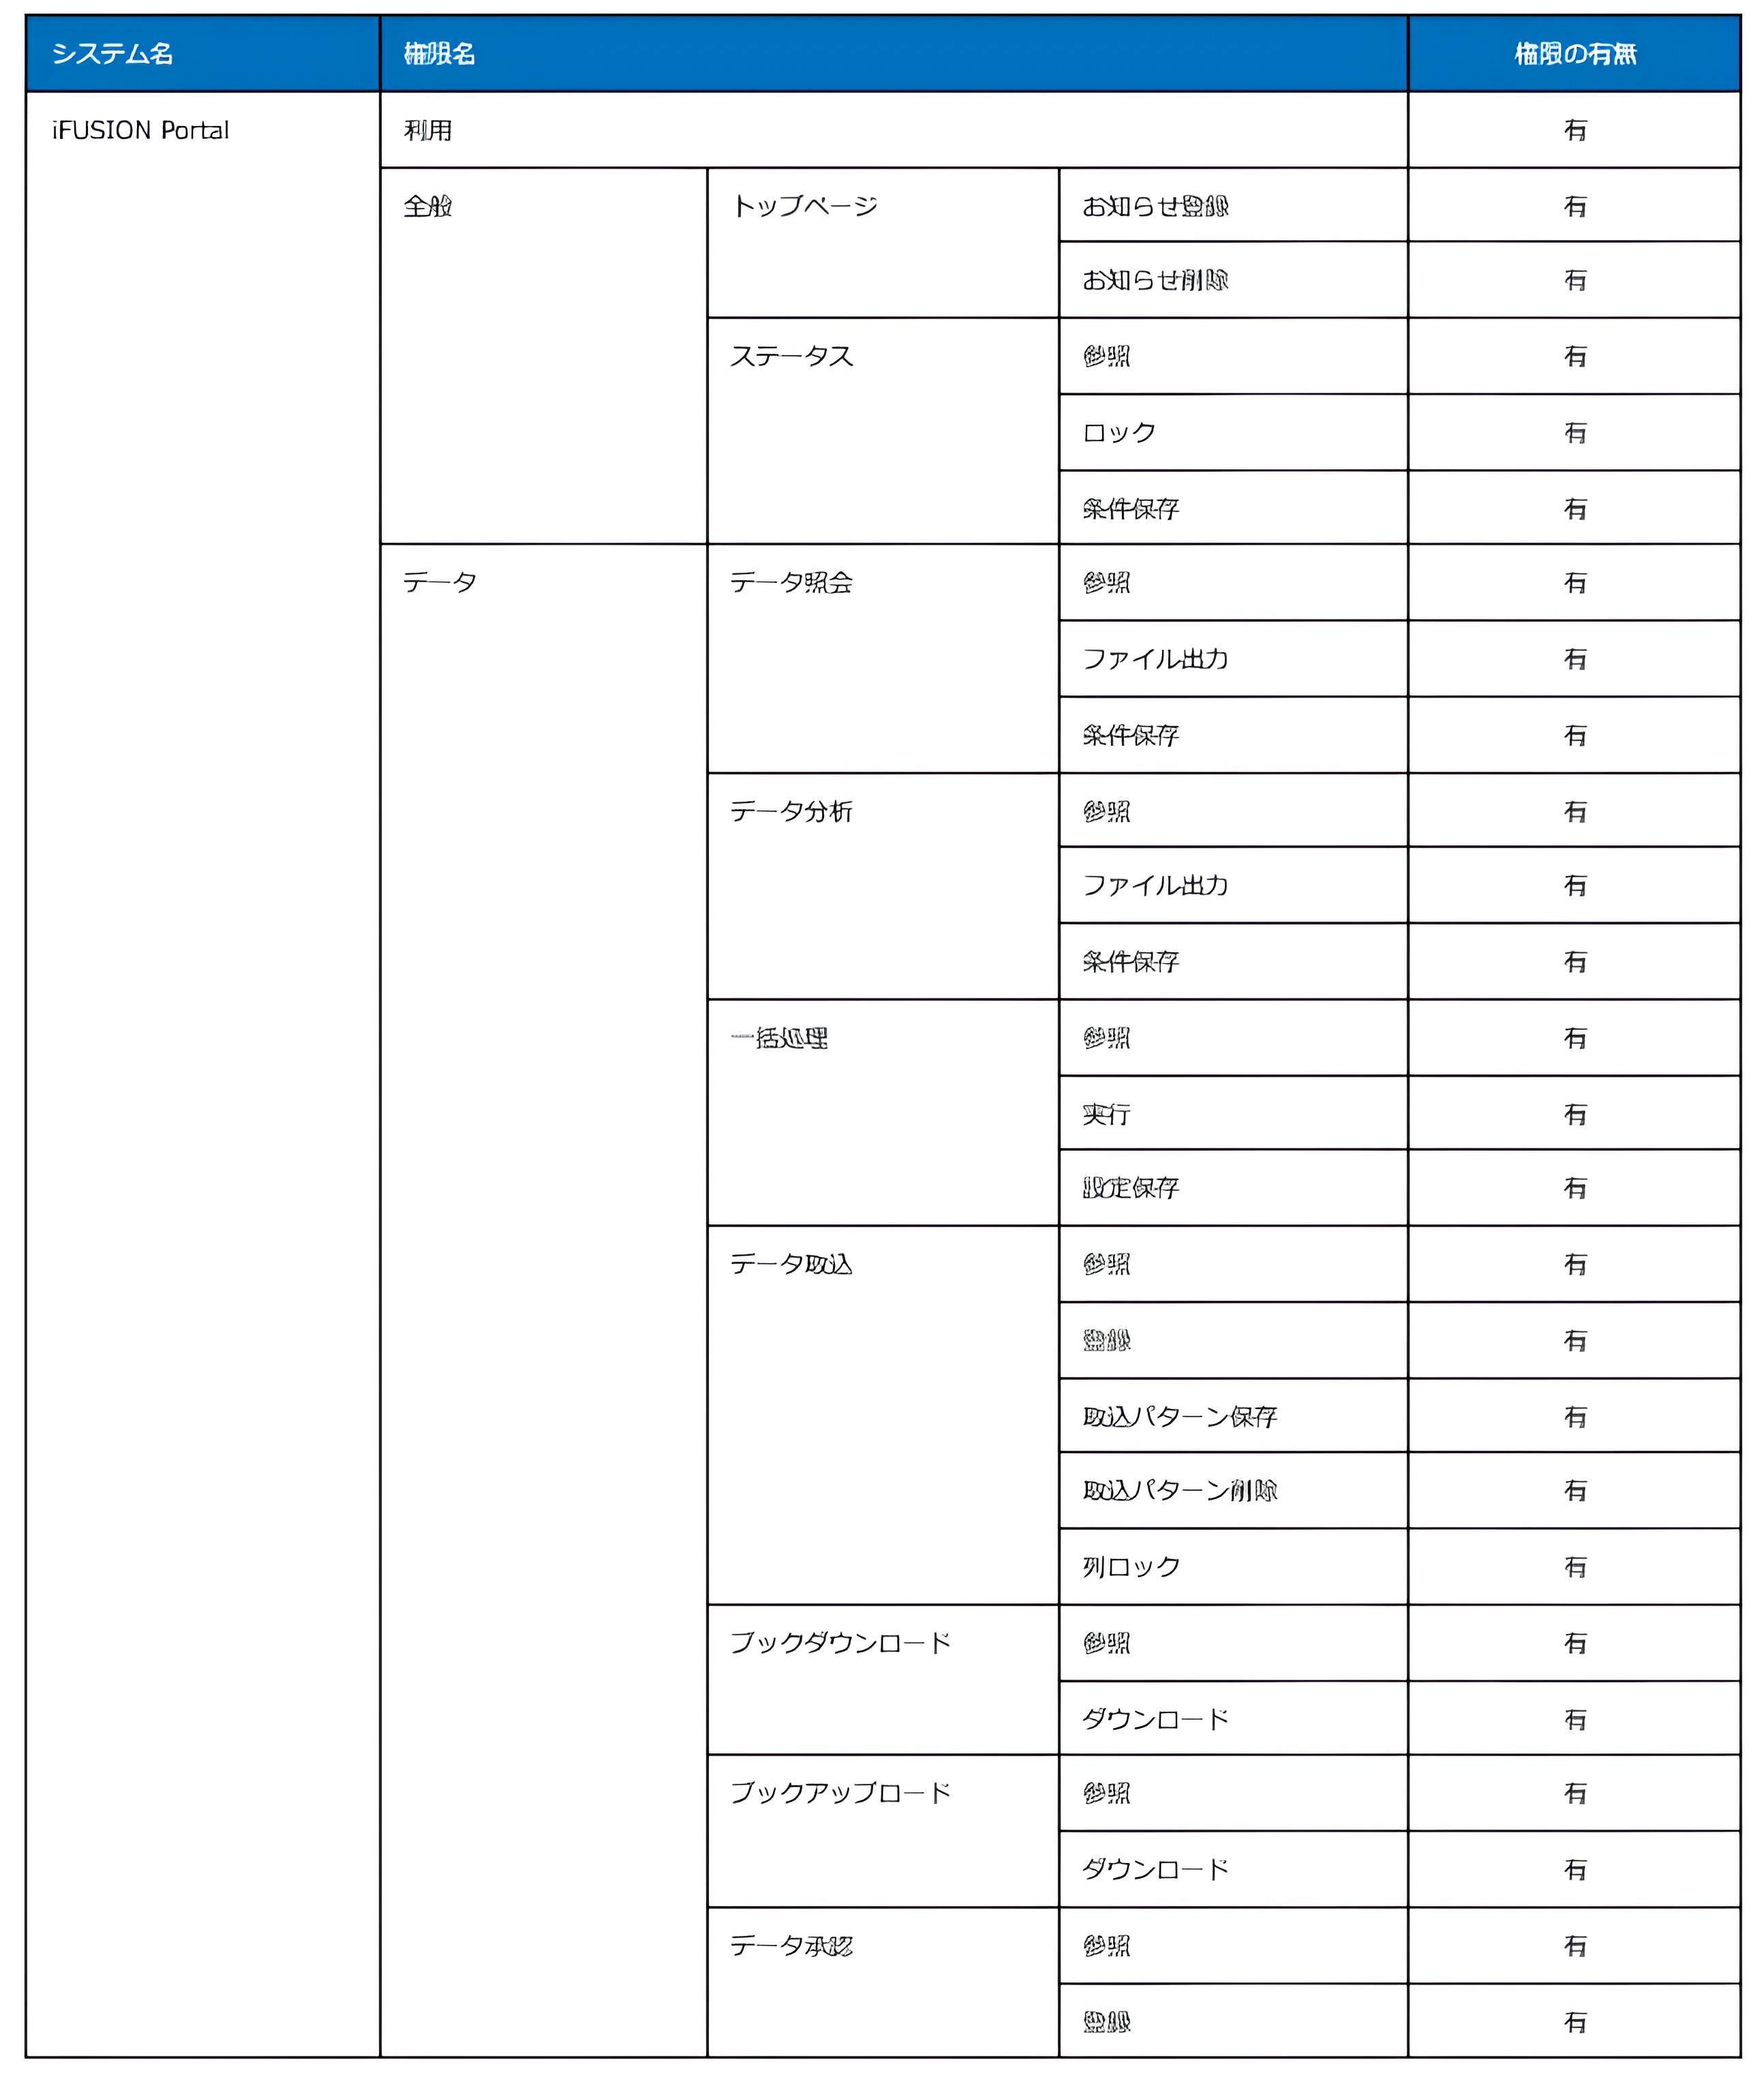 システム名 権限名 権限の有無
iFUSION Portal 利用 有
全般 トップページ お知らせ登録 有
お知らせ削除 有
ステータス 参照 有
ロック 有
条件保存 有
データ データ照会 参照 有
ファイル出力 有
条件保存 有
データ分析 参照 有
ファイル出力 有
条件保存 有
一括処理 参照 有
実行 有
設定保存 有
データ取込 参照 有
登録 有
取込パターン保存 有
取込パターン削除 有
列ロック 有
ブックダウンロード 参照 有
ダウンロード 有
ブックアップロード 参照 有
ダウンロード 有
データ承認 参照 有
登録 有